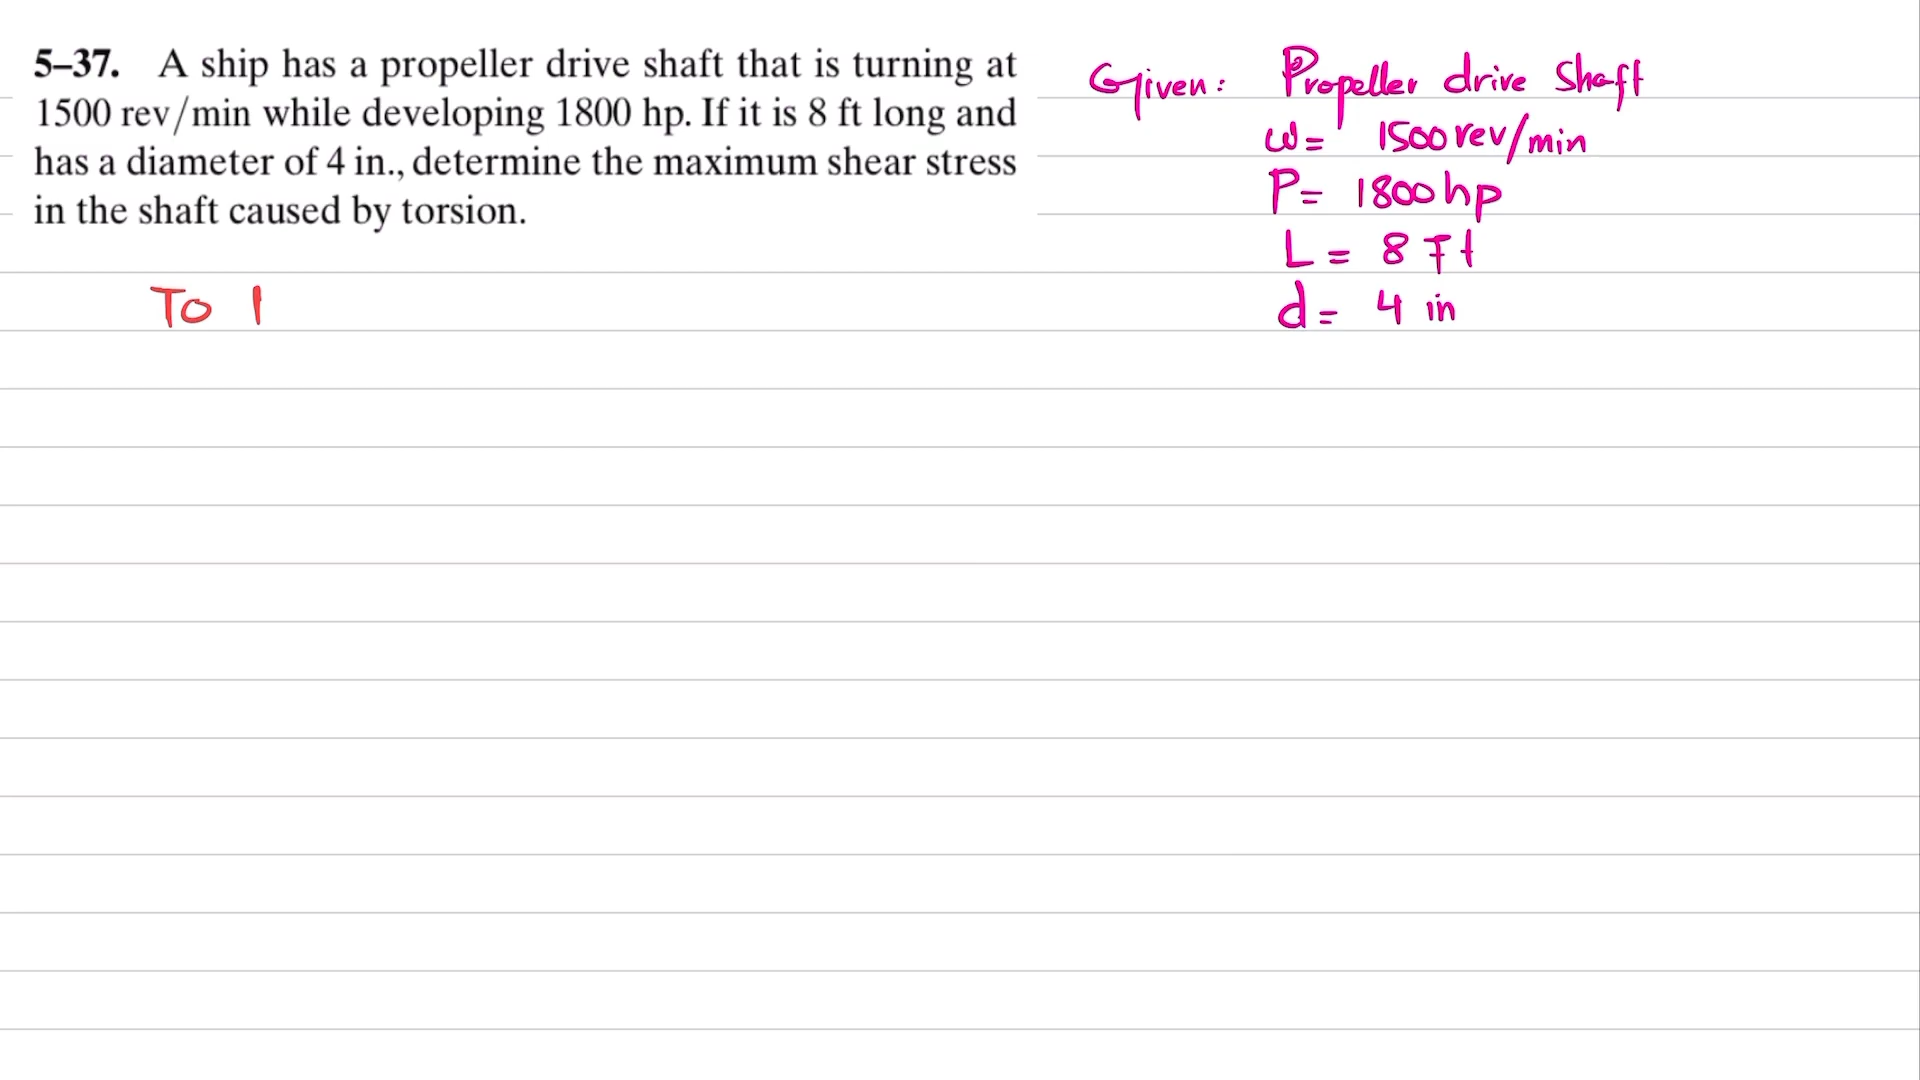 5–37. A ship has a propeller drive shaft that is turning at
1500 rev/min while developing 1800 hp. If it is 8 ft long and
has a diameter of 4 in., determine the maximum shear stress
in the shaft caused by torsion.
To
Given: Propeller drive Shaft
ω= 1500 rev/min
P= 1800 hp
L = 8 Ft
d = 4 in